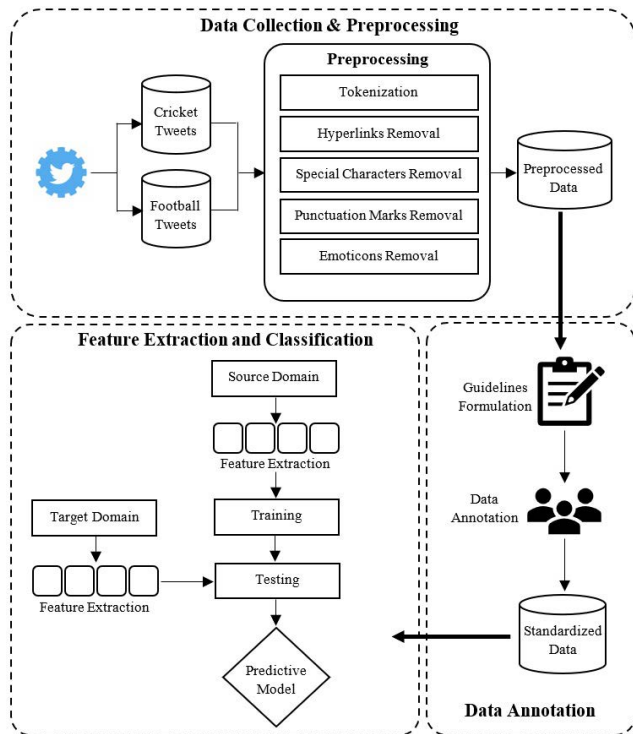 Data Collection & Preprocessing
Preprocessing
Cricket
Tweets
Football
Tweets
Tokenization
Hyperlinks Removal
Special Characters Removal
Punctuation Marks Removal
Emoticons Removal
Preprocessed
Data
Feature Extraction and Classification
Source Domain
Feature Extraction
Training
Target Domain
Feature Extraction
Testing
Predictive
Model
Guidelines
Formulation
Data
Annotation
Standardized
Data
Data Annotation